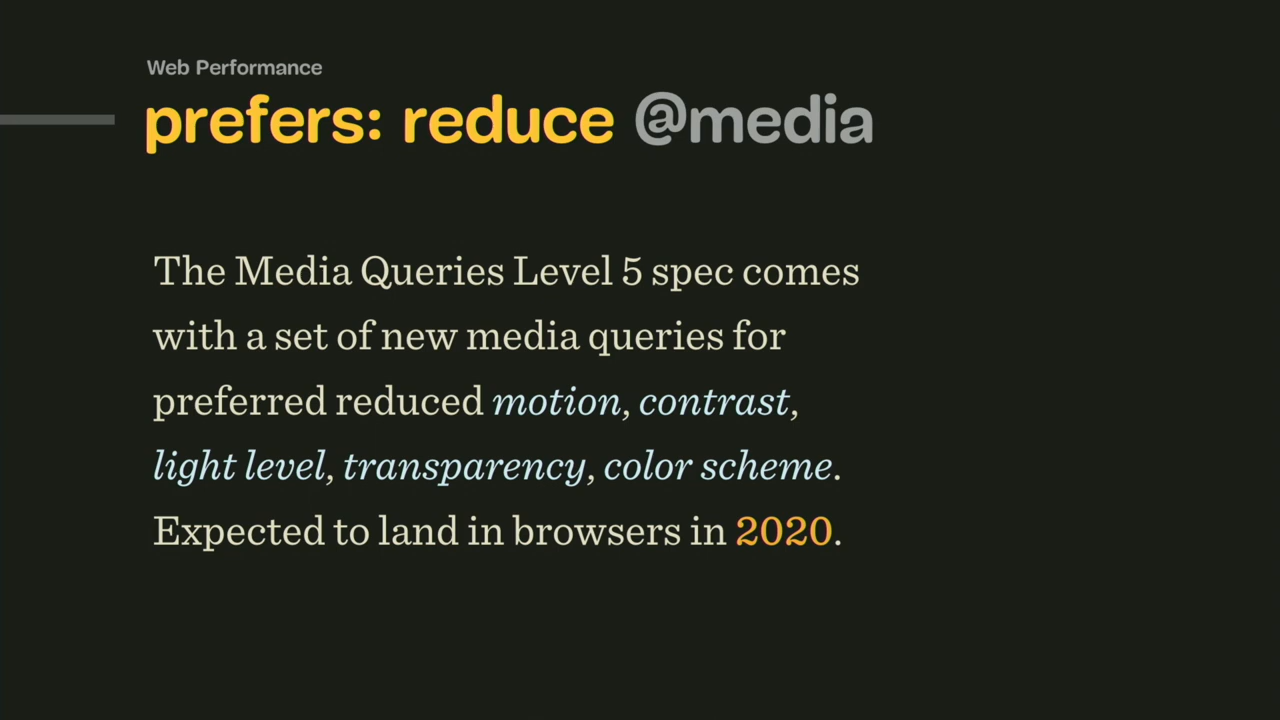 Web Performance
prefers: reduce @media
The Media Queries Level 5 spec comes
with a set of new media queries for
preferred reduced motion, contrast,
light level, transparency, color scheme.
Expected to land in browsers in 2020.